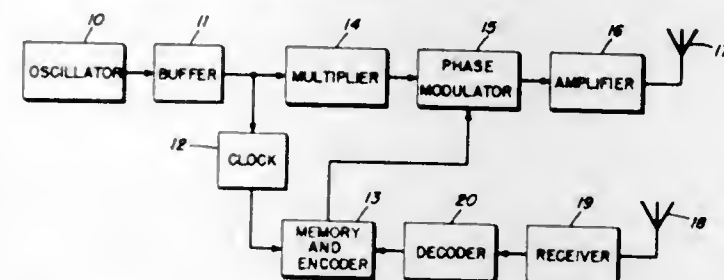 10
11
14
15
16
17
OSCILLATOR
BUFFER
MULTIPLIER
PHASE
MODULATOR
AMPLIFIER
12
CLOCK
13
20
19
18
MEMORY
AND
ENCODER
DECODER
RECEIVER